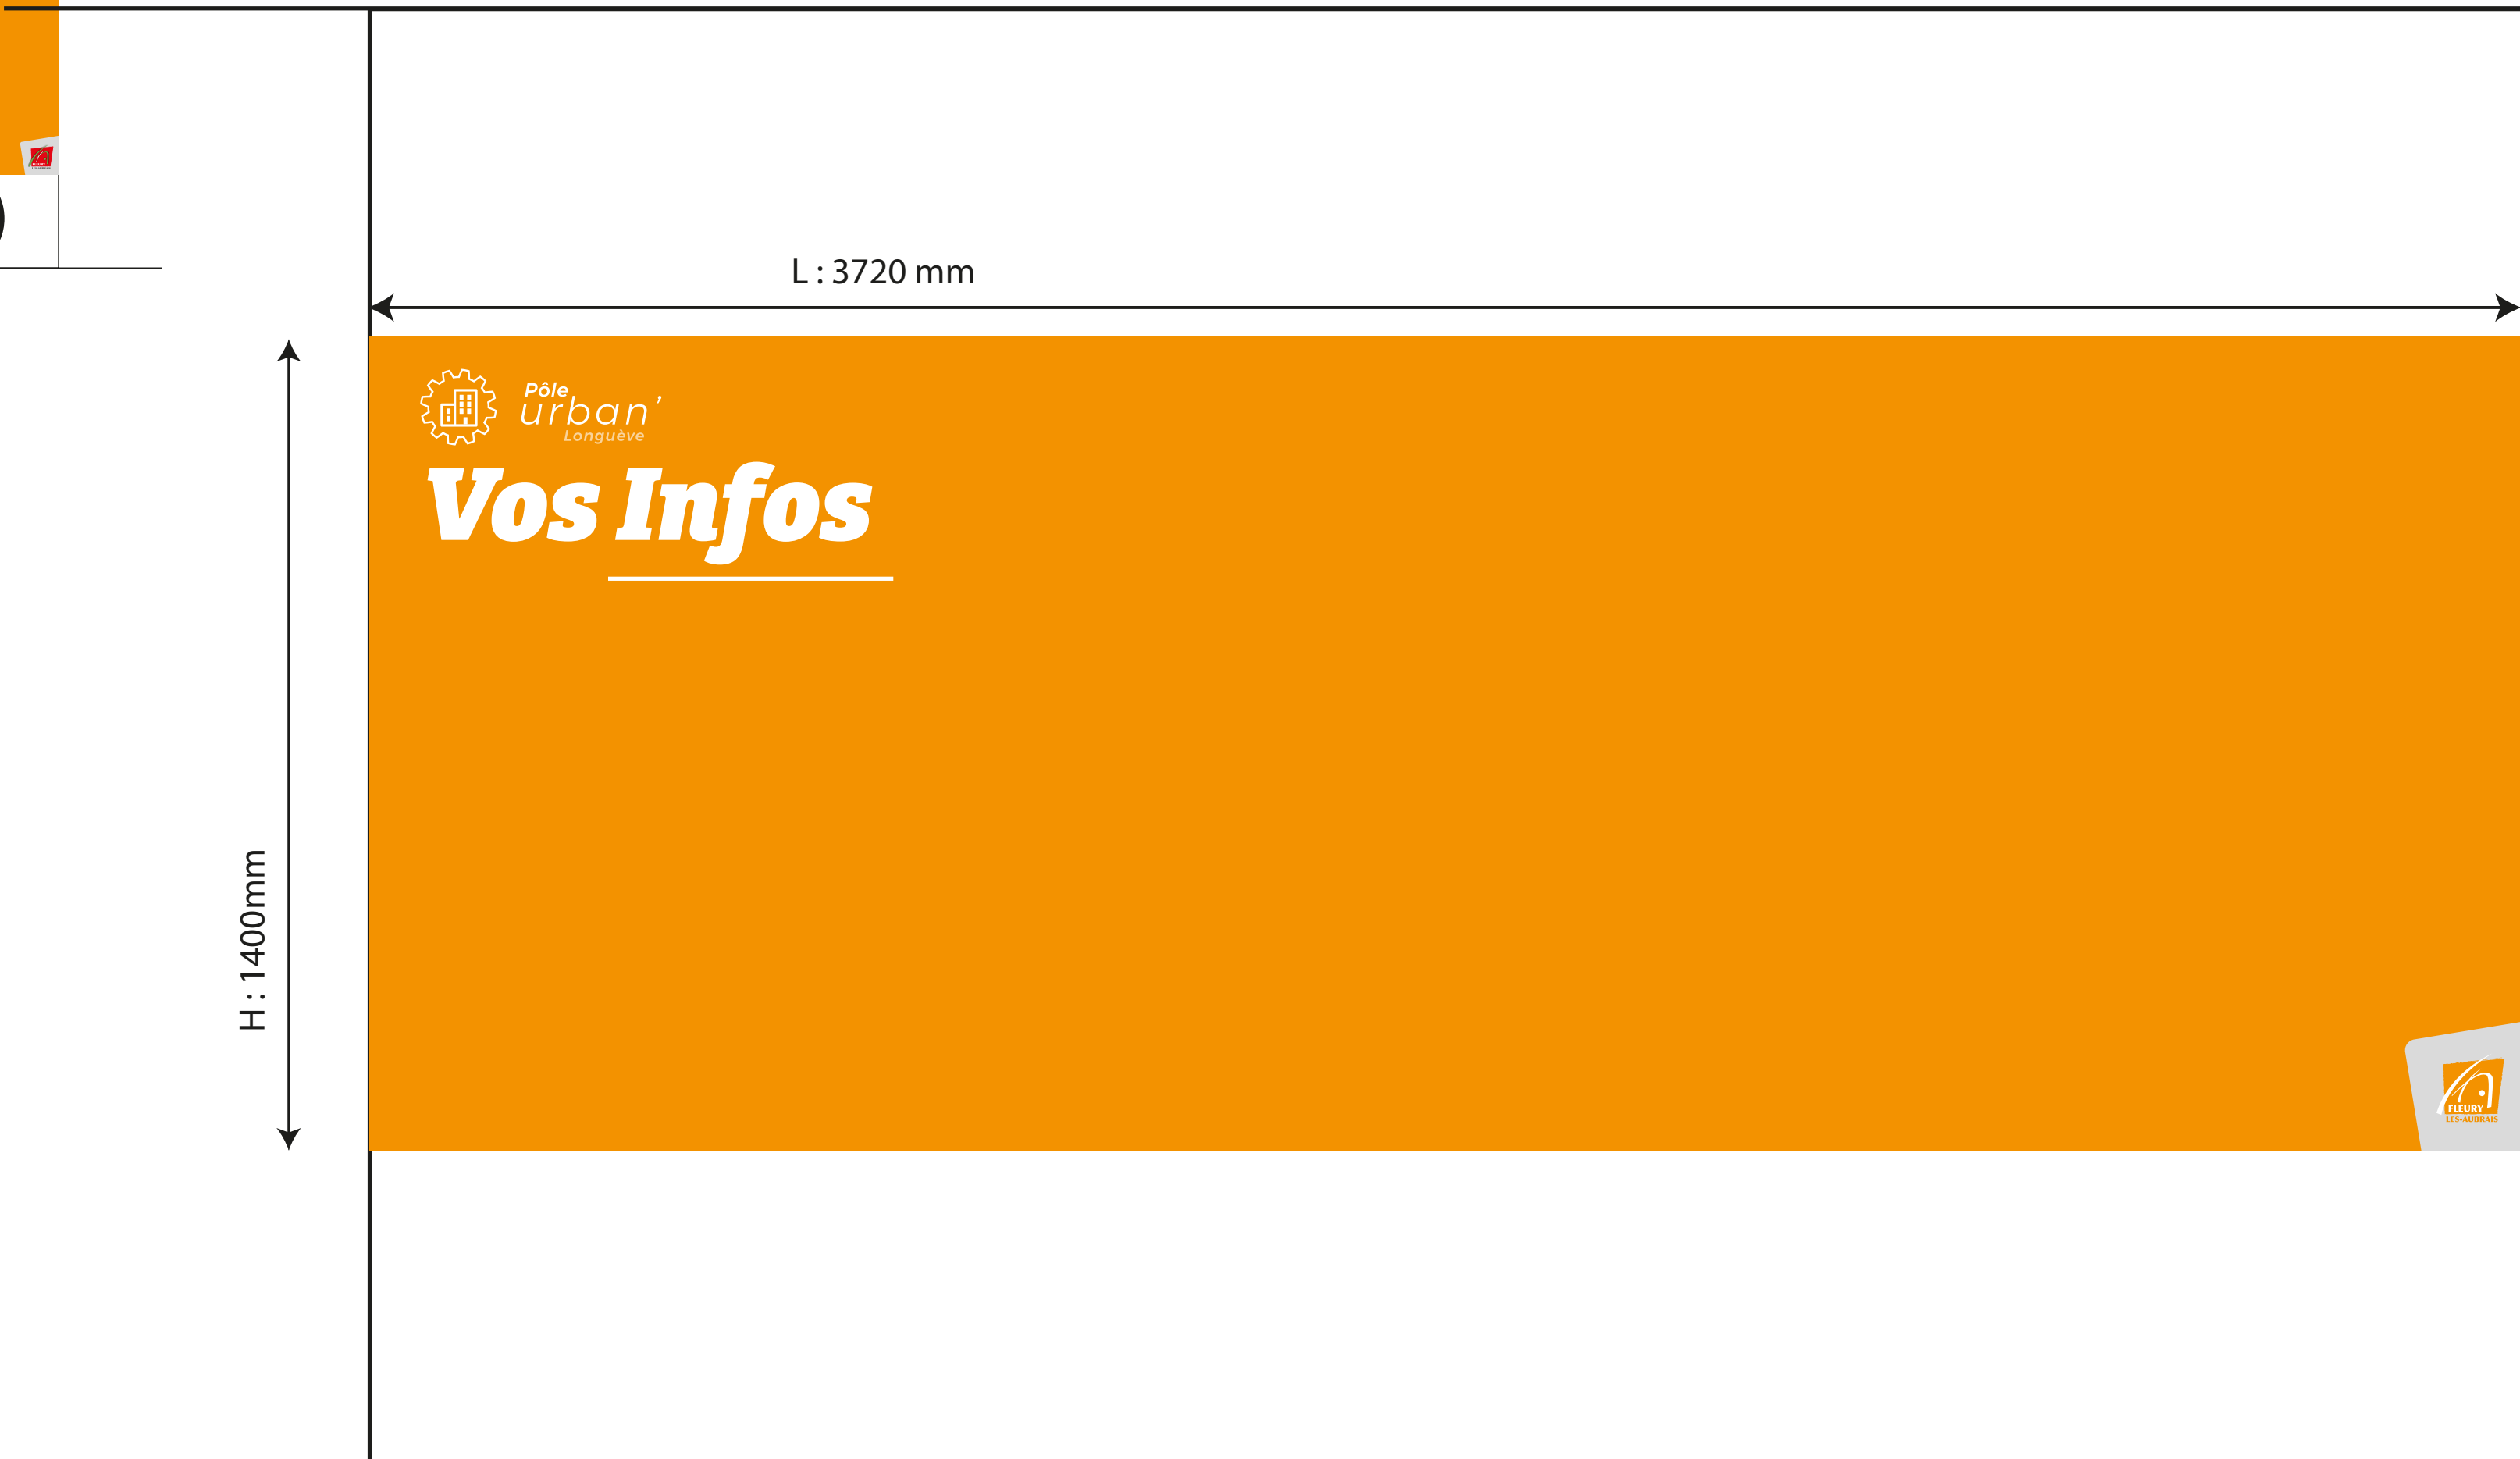 L : 3720 mm
H : 1400mm
Pôle
urban'
Longuève
Vos Infos
FLEURY
LES-AUBRAIS